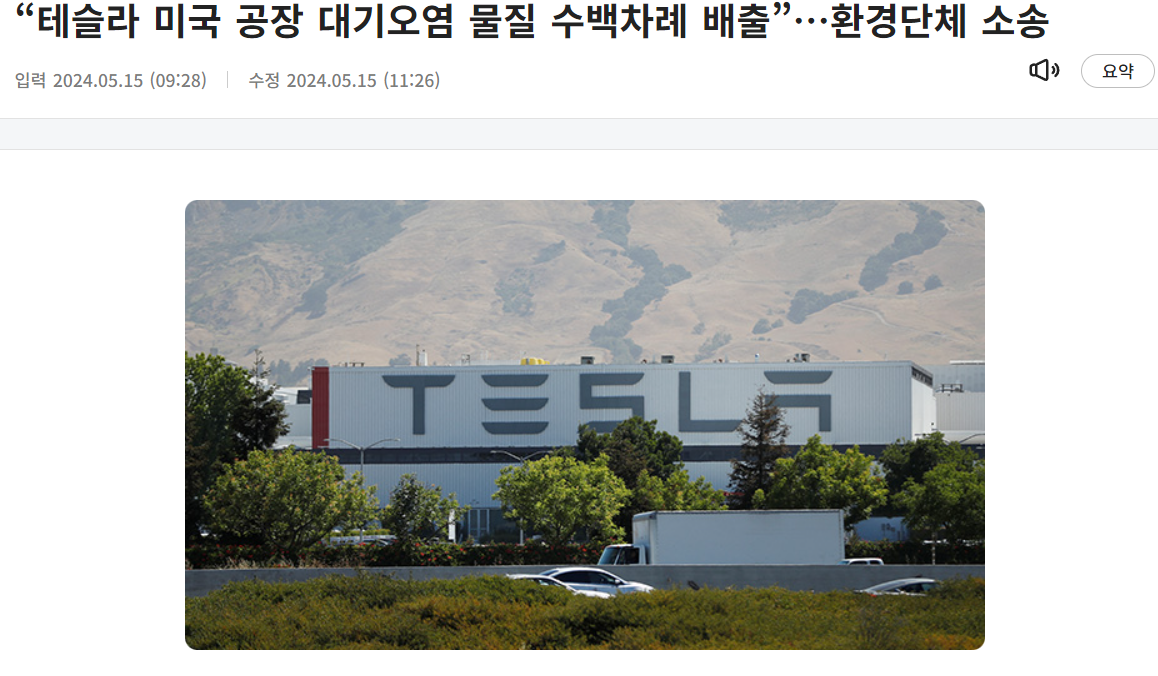 “테슬라 미국 공장 대기오염 물질 수백차례 배출”…환경단체 소송
입력 2024.05.15 (09:28) 수정 2024.05.15 (11:26)
요약
TESLA